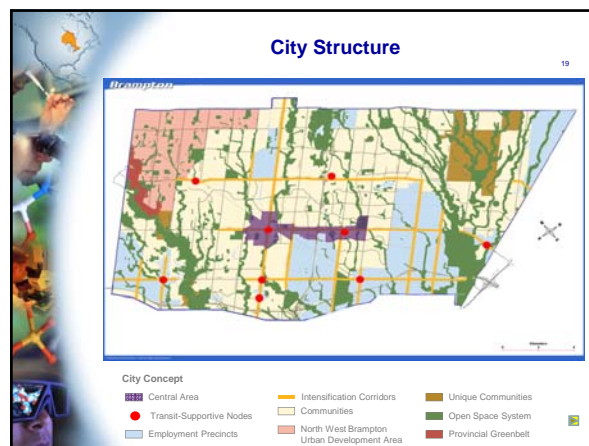 City Structure
19
Brampton
City Concept
Central Area
Transit-Supportive Nodes
Employment Precincts
Intensification Corridors
Communities
North West Brampton
Urban Development Area
Unique Communities
Open Space System
Provincial Greenbelt